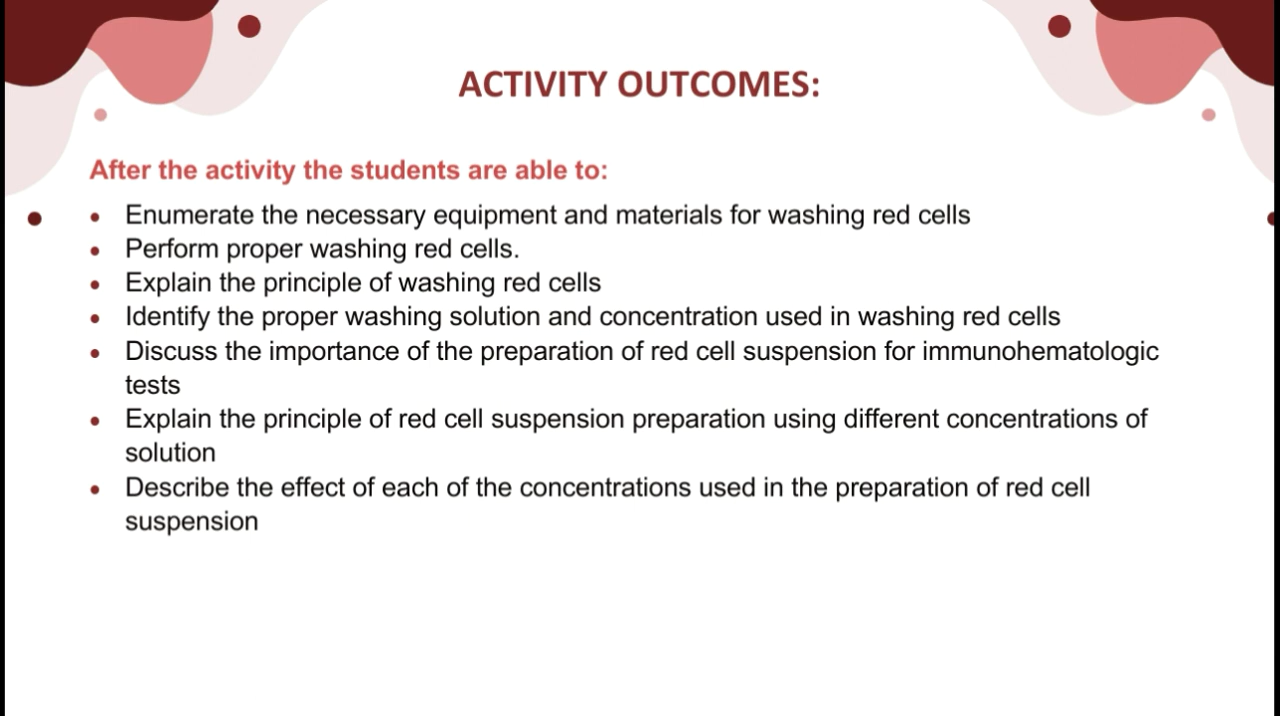 ACTIVITY OUTCOMES:
After the activity the students are able to:
• Enumerate the necessary equipment and materials for washing red cells
• Perform proper washing red cells.
• Explain the principle of washing red cells
• Identify the proper washing solution and concentration used in washing red cells
• Discuss the importance of the preparation of red cell suspension for immunohematologic
tests
• Explain the principle of red cell suspension preparation using different concentrations of
solution
• Describe the effect of each of the concentrations used in the preparation of red cell
suspension